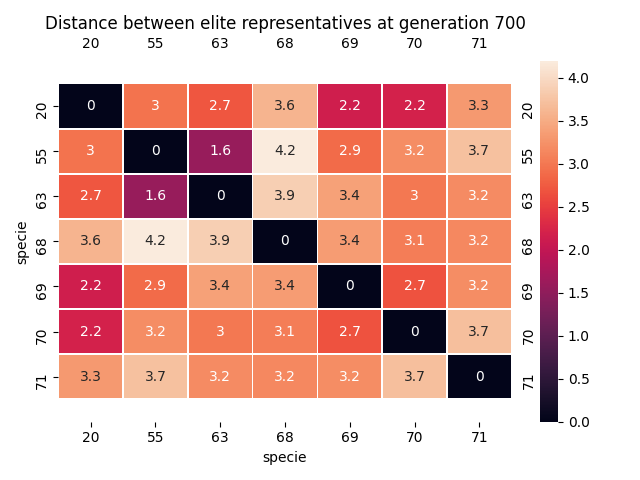 Distance between elite representatives at generation 700
20 55 63 68 69 70 71
20 0 3 2.7 3.6 2.2 2.2 3.3 20
55 3 0 1.6 4.2 2.9 3.2 3.7 55
63 2.7 1.6 0 3.9 3.4 3 3.2 63
68 3.6 4.2 3.9 0 3.4 3.1 3.2 68
69 2.2 2.9 3.4 3.4 0 2.7 3.2 69
70 2.2 3.2 3 3.1 2.7 0 3.7 70
71 3.3 3.7 3.2 3.2 3.2 3.7 0 71
20 55 63 68 69 70 71
specie
specie
4.0
3.5
3.0
2.5
2.0
1.5
1.0
0.5
0.0